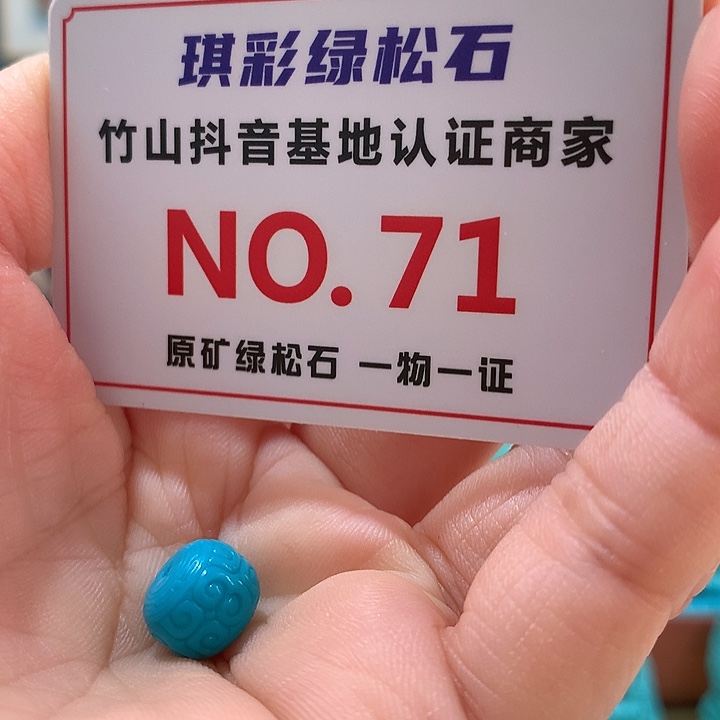 琪彩绿松石
竹山抖音基地认证商家
NO.71
原矿绿松石 一物一证